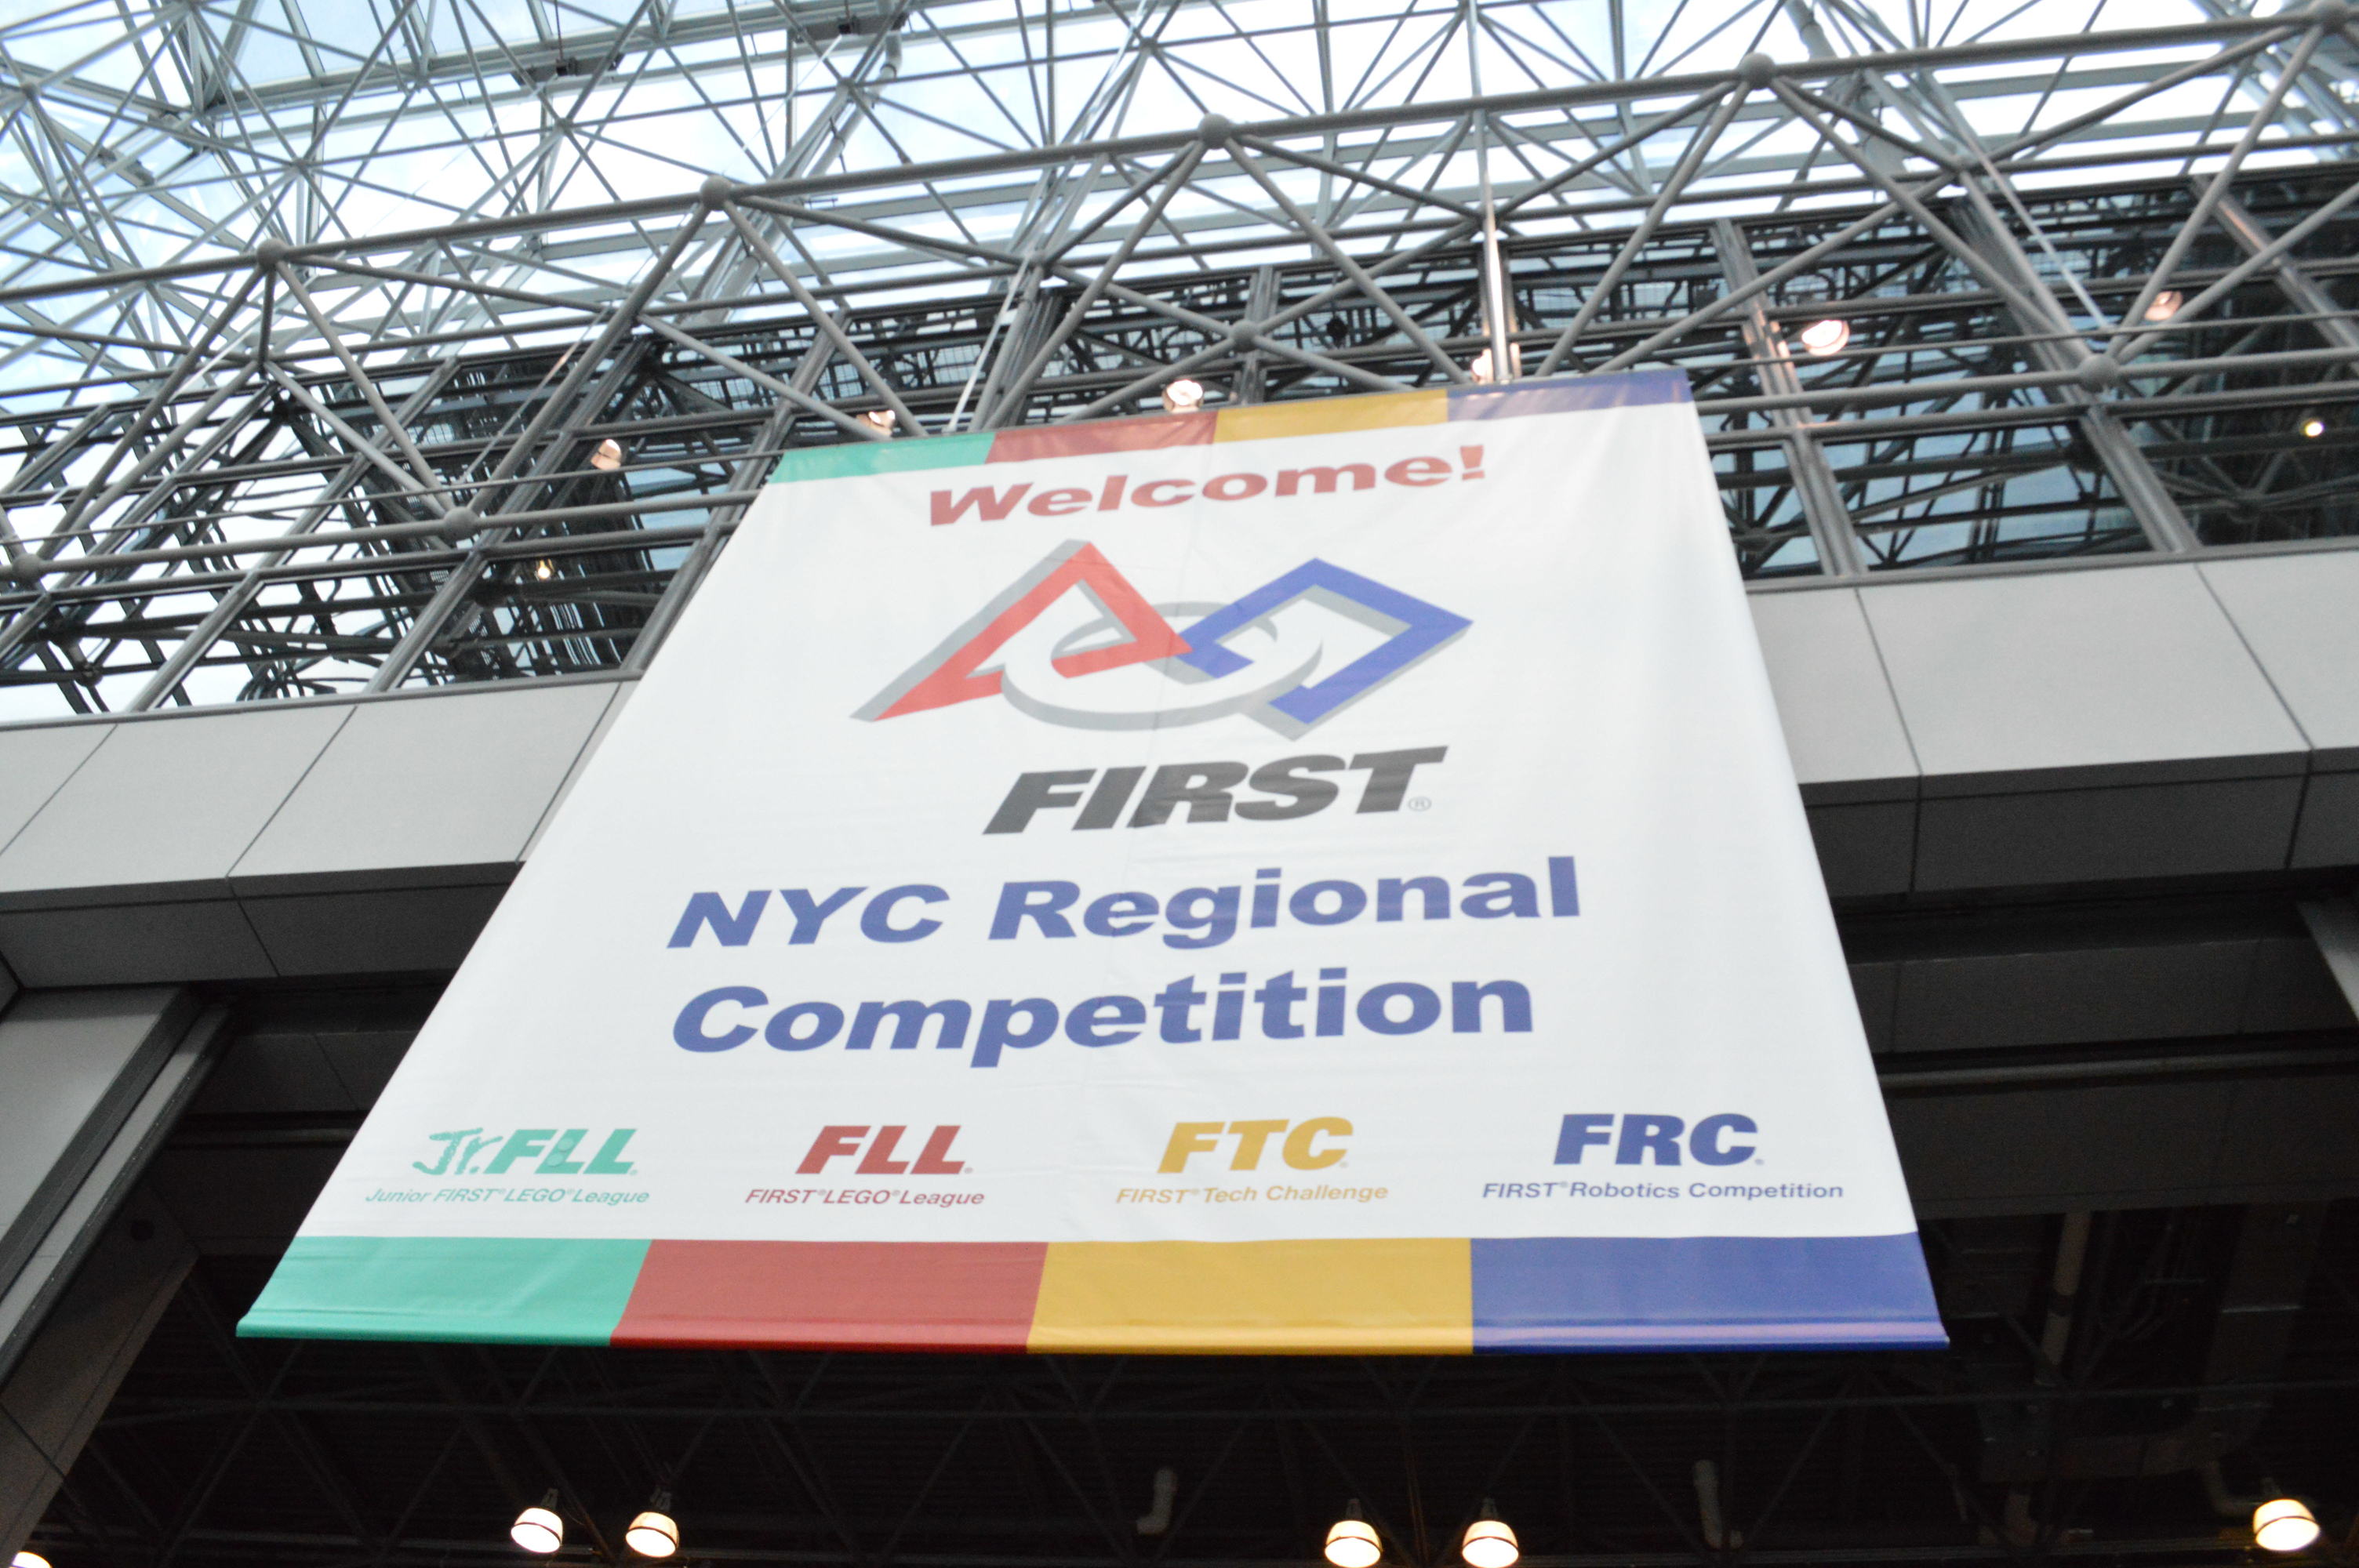 Welcome!
FIRST®
NYC Regional
Competition
Jr.FLL®
Junior FIRST® LEGO® League
FLL®
FIRST® LEGO® League
FTC®
FIRST® Tech Challenge
FRC®
FIRST® Robotics Competition